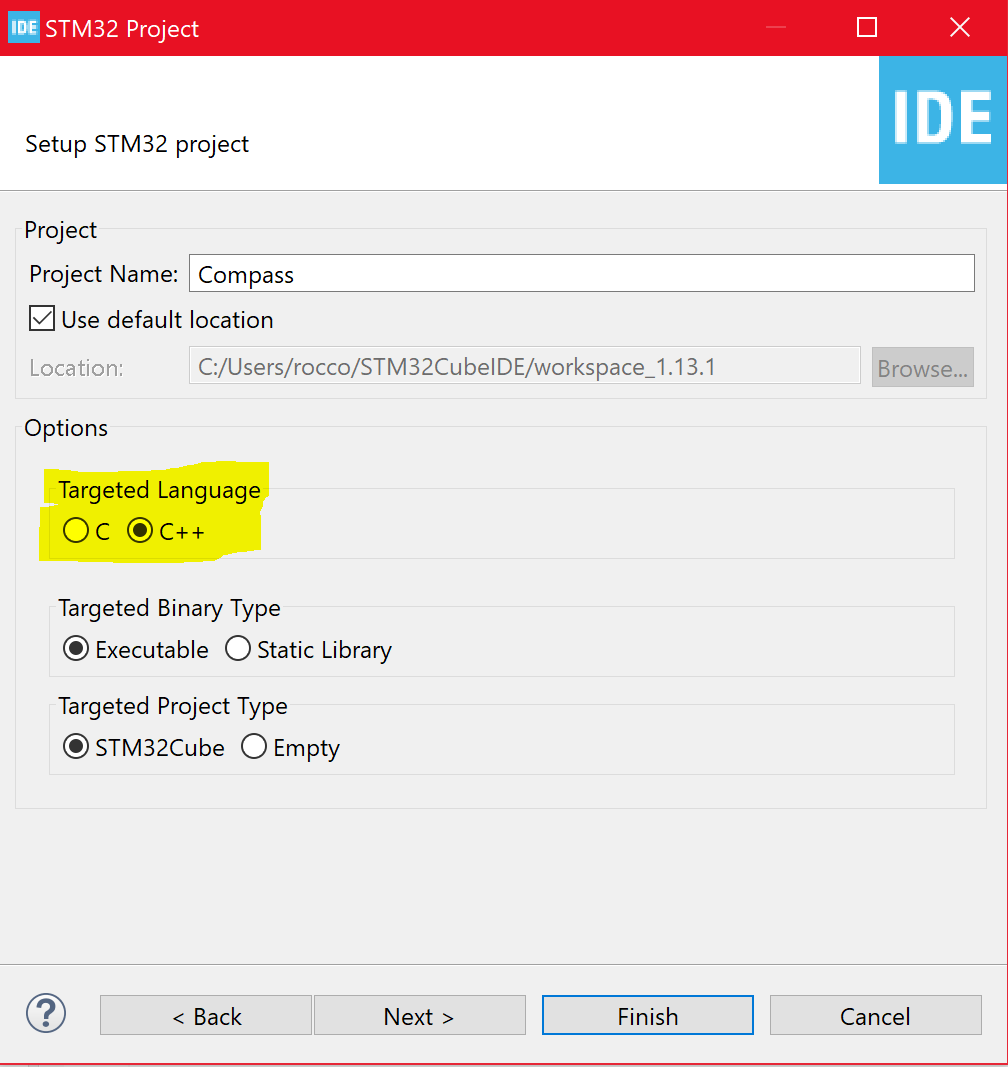 IDE STM32 Project
IDE
Setup STM32 project
Project
Project Name: Compass
Use default location
Location: C:/Users/rocco/STM32CubeIDE/workspace_1.13.1 Browse...
Options
Targeted Language
C C++
Targeted Binary Type
Executable Static Library
Targeted Project Type
STM32Cube Empty
? < Back Next > Finish Cancel